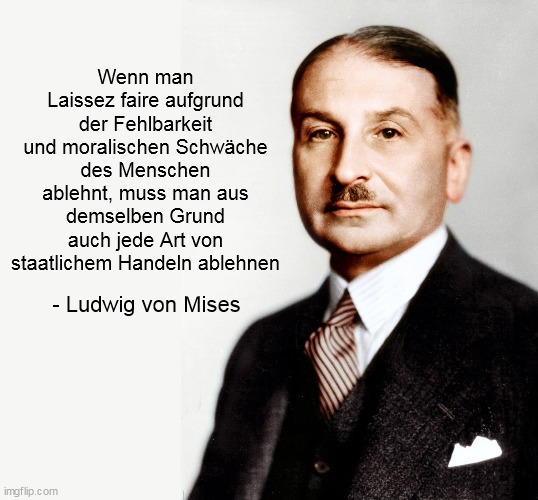 Wenn man
Laissez faire aufgrund
der Fehlbarkeit
und moralischen Schwäche
des Menschen
ablehnt, muss man aus
demselben Grund
auch jede Art von
staatlichem Handeln ablehnen
- Ludwig von Mises
imgflip.com